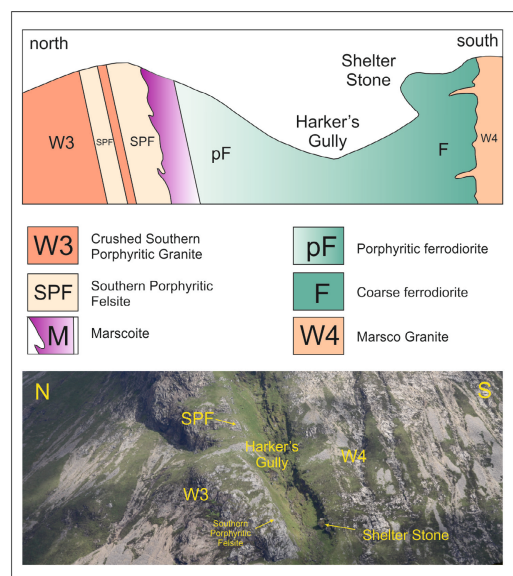 north
south
Shelter
Stone
Harker's
Gully
W3
SPF
SPF
pF
F
W4
W3
Crushed Southern
Porphyritic Granite
pF
Porphyritic ferrodiorite
SPF
Southern Porphyritic
Felsite
F
Coarse ferrodiorite
M
Marscoite
W4
Marsco Granite
N
S
SPF
Harker's
Gully
W4
W3
Southern
Porphyritic
Felsite
Shelter Stone